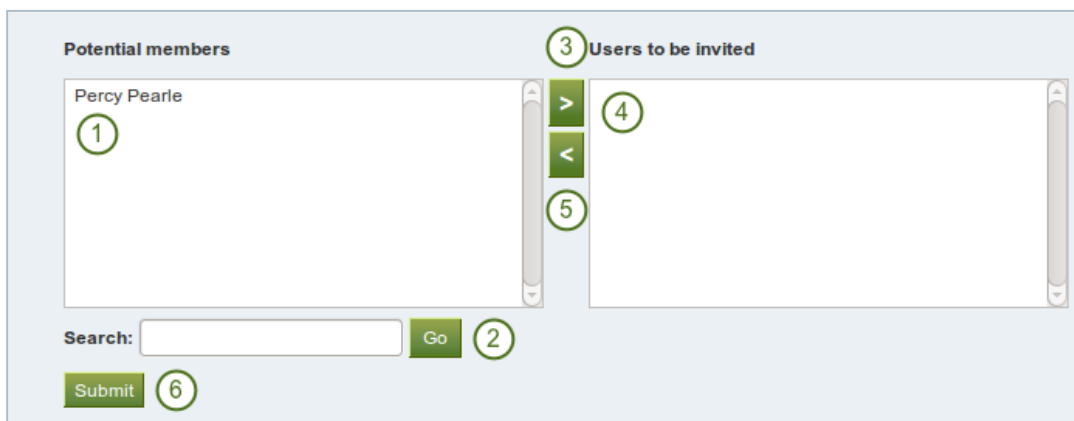 Potential members
3
Users to be invited
Percy Pearle
1
>
4
<
5
Search:
Go
2
Submit
6